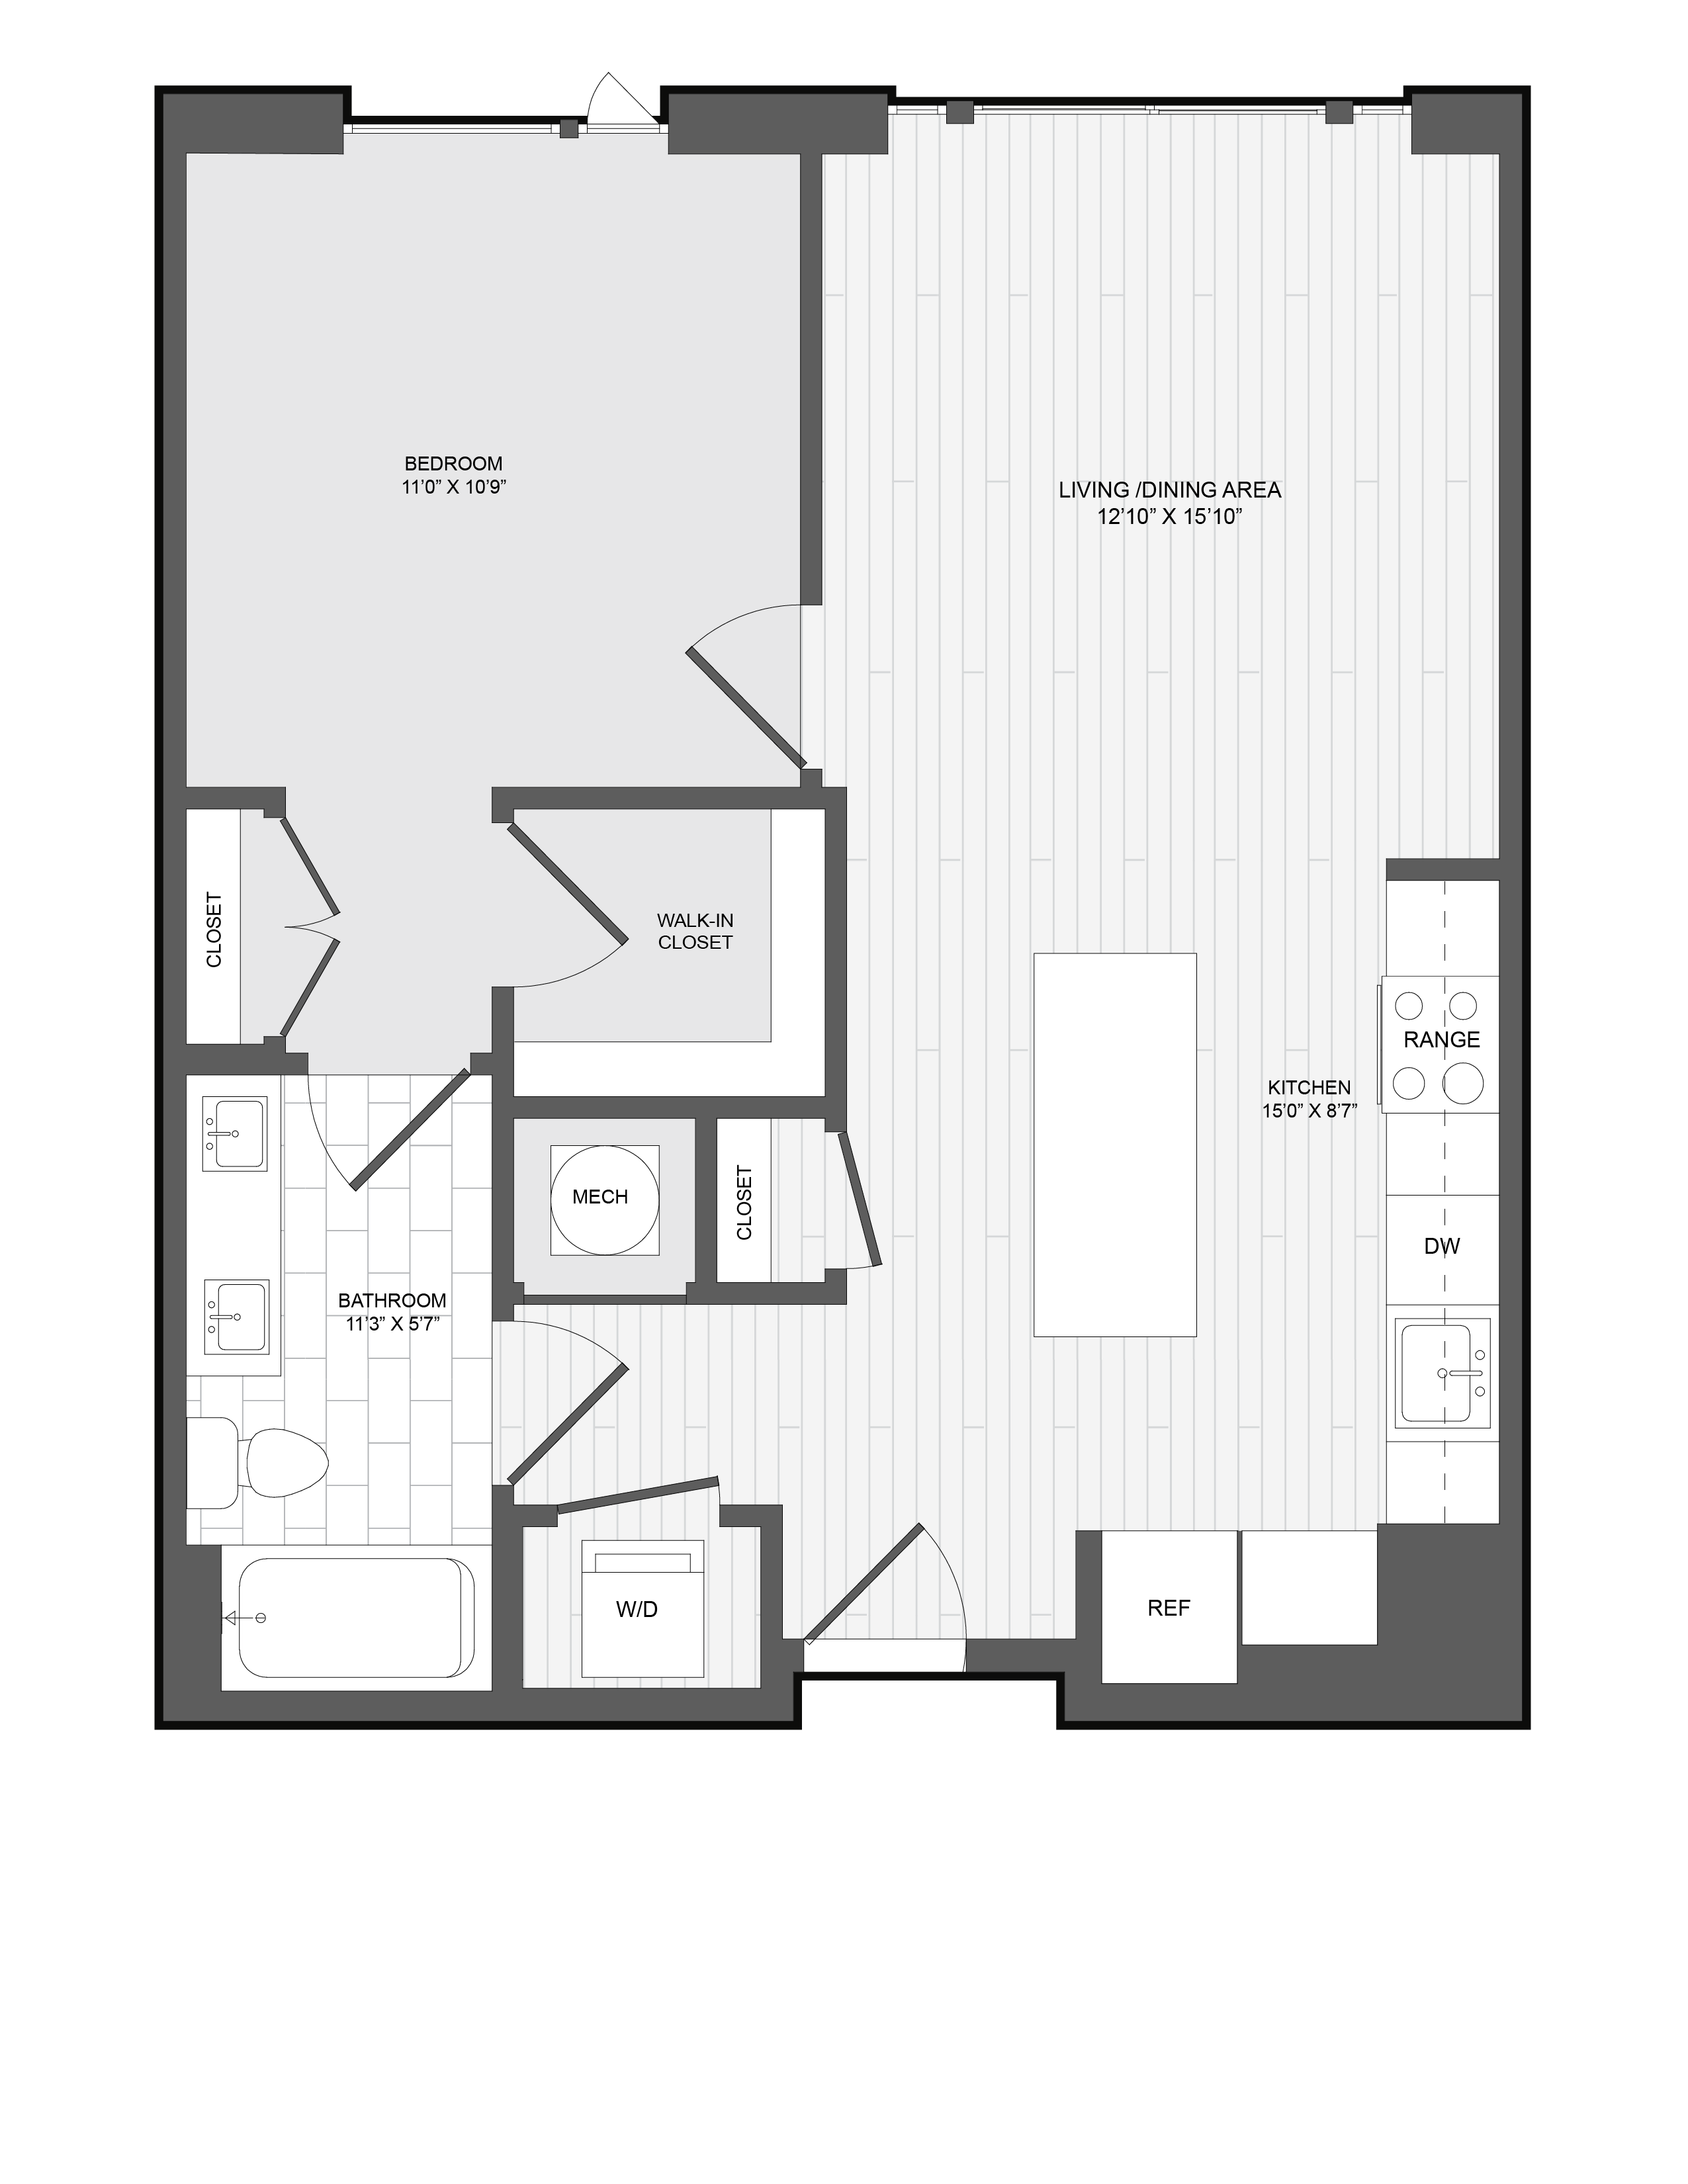 BEDROOM
11’0” X 10’9”
LIVING /DINING AREA
12’10” X 15’10”
CLOSET
WALK-IN
CLOSET
RANGE
KITCHEN
15’0” X 8’7”
MECH
CLOSET
DW
BATHROOM
11’3” X 5’7”
W/D
REF